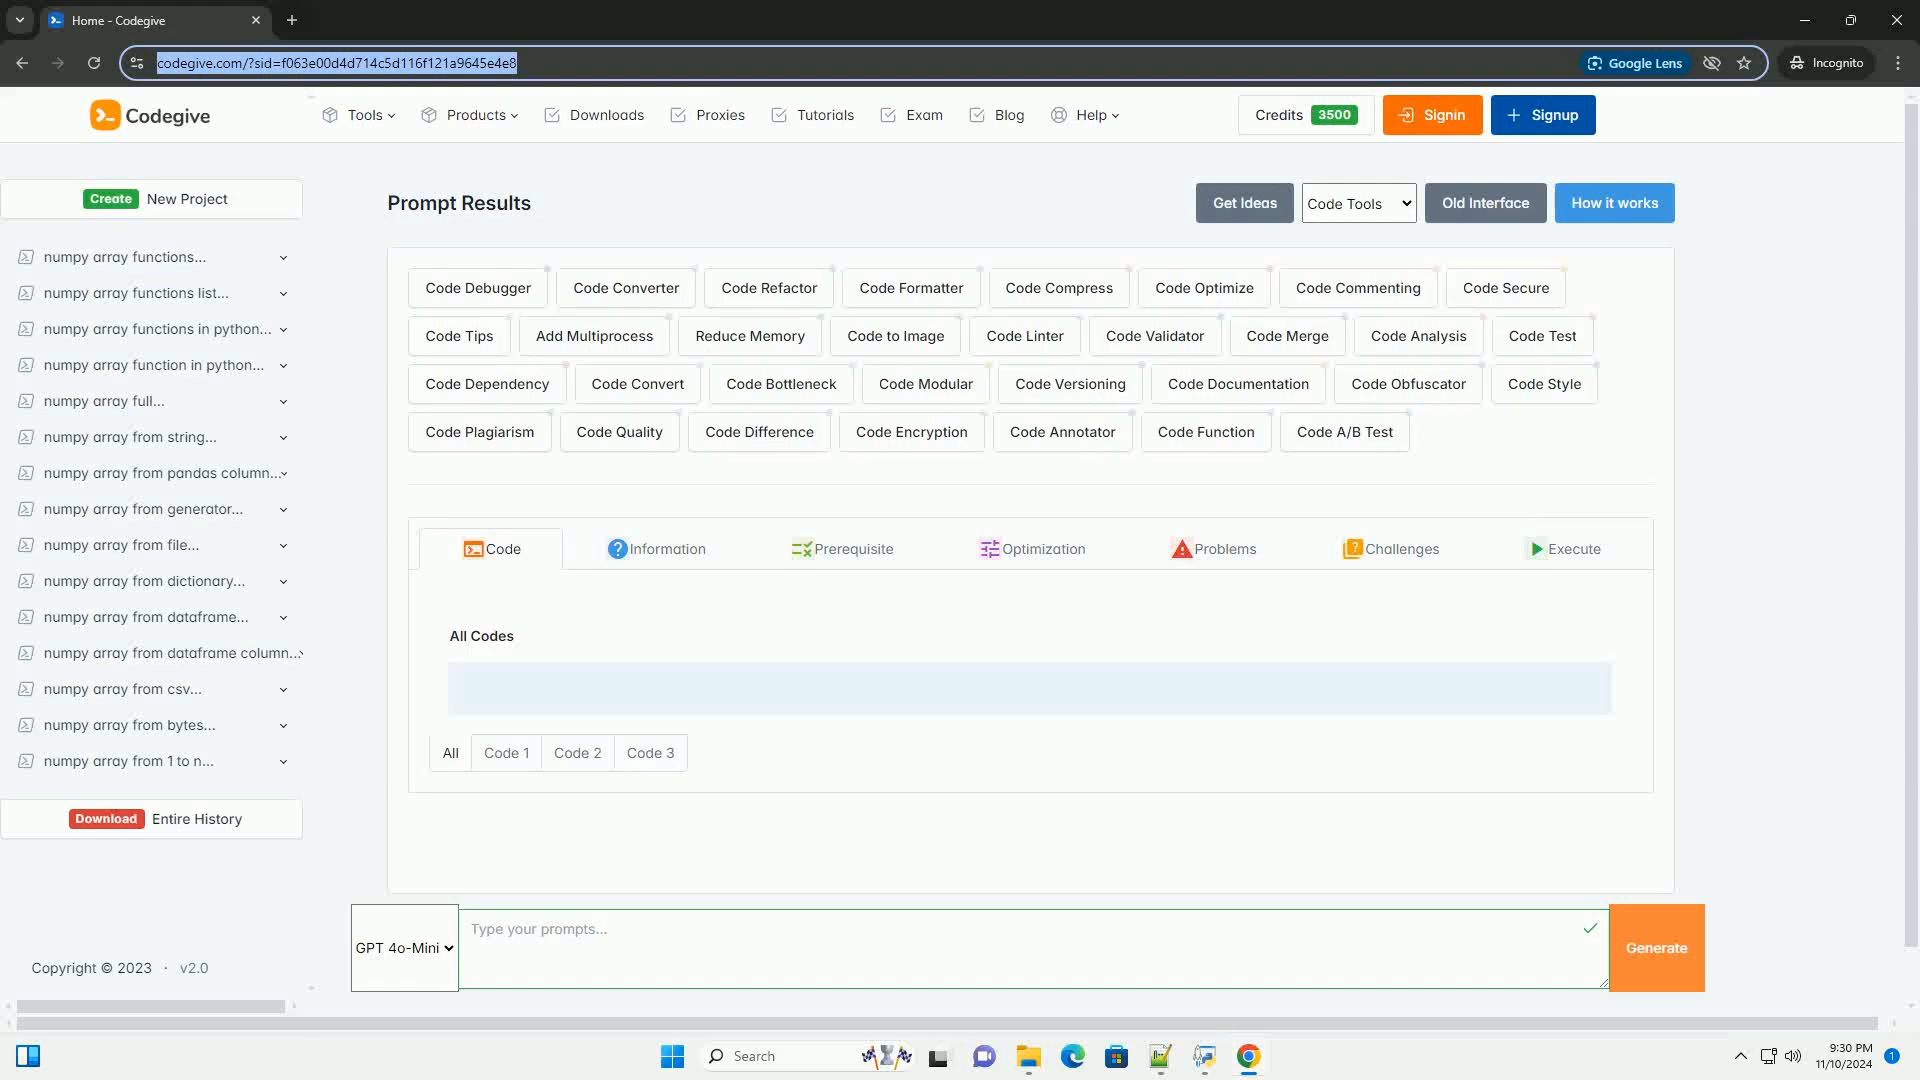 Home - Codegive
codegive.com/?sid=f063e00d4d714c5d116f121a9645e4e8
Google Lens
Incognito
Codegive
Tools
Products
Downloads
Proxies
Tutorials
Exam
Blog
Help
Credits 3500
Signin
Signup
Create New Project
numpy array functions...
numpy array functions list...
numpy array functions in python...
numpy array function in python...
numpy array full...
numpy array from string...
numpy array from pandas column...
numpy array from generator...
numpy array from file...
numpy array from dictionary...
numpy array from dataframe...
numpy array from dataframe column...
numpy array from csv...
numpy array from bytes...
numpy array from 1 to n...
Download Entire History
Copyright © 2023 · v2.0
Prompt Results
Get Ideas
Code Tools
Old Interface
How it works
Code Debugger
Code Converter
Code Refactor
Code Formatter
Code Compress
Code Optimize
Code Commenting
Code Secure
Code Tips
Add Multiprocess
Reduce Memory
Code to Image
Code Linter
Code Validator
Code Merge
Code Analysis
Code Test
Code Dependency
Code Convert
Code Bottleneck
Code Modular
Code Versioning
Code Documentation
Code Obfuscator
Code Style
Code Plagiarism
Code Quality
Code Difference
Code Encryption
Code Annotator
Code Function
Code A/B Test
Code
Information
Prerequisite
Optimization
Problems
Challenges
Execute
All Codes
All
Code 1
Code 2
Code 3
GPT 4o-Mini
Type your prompts...
Generate
Search
9:30 PM
11/10/2024
1